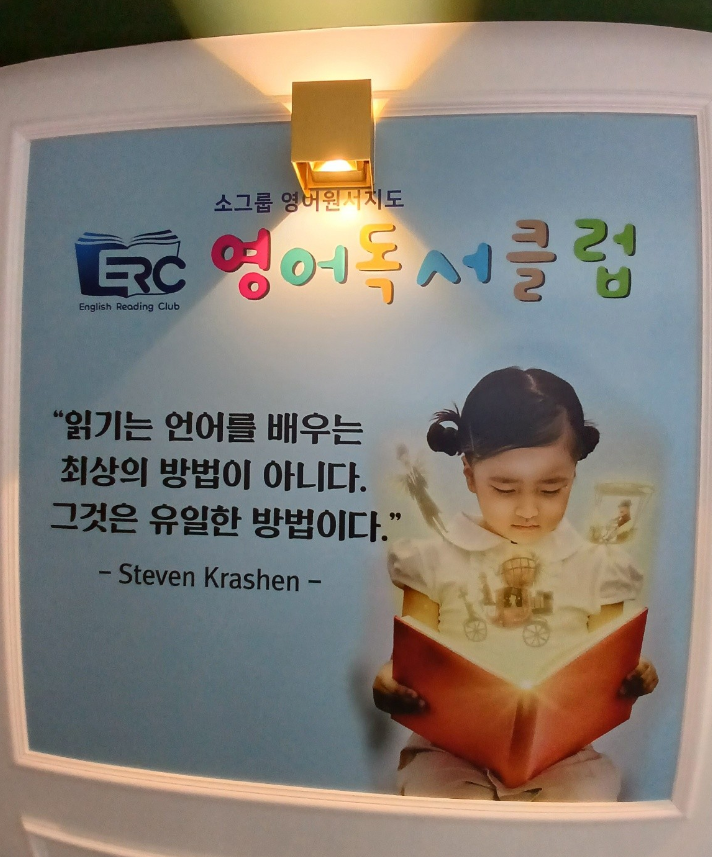 소그룹 영어원서지도
ERC
English Reading Club
영어독서클럽
“읽기는 언어를 배우는
최상의 방법이 아니다.
그것은 유일한 방법이다.”
– Steven Krashen –